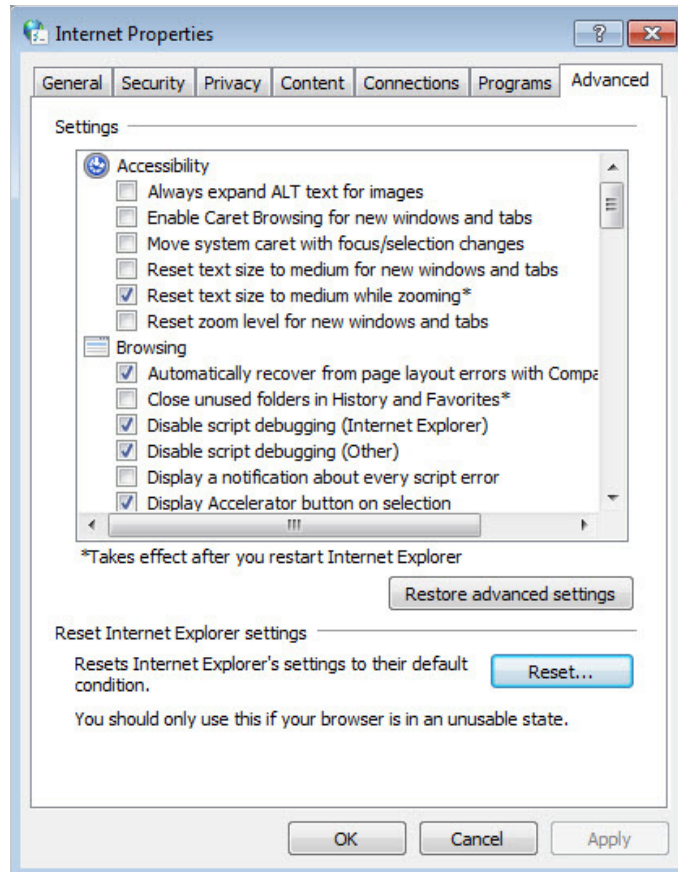 Internet Properties
General Security Privacy Content Connections Programs Advanced
Settings
Accessibility
Always expand ALT text for images
Enable Caret Browsing for new windows and tabs
Move system caret with focus/selection changes
Reset text size to medium for new windows and tabs
Reset text size to medium while zooming*
Reset zoom level for new windows and tabs
Browsing
Automatically recover from page layout errors with Compa
Close unused folders in History and Favorites*
Disable script debugging (Internet Explorer)
Disable script debugging (Other)
Display a notification about every script error
Display Accelerator button on selection
*Takes effect after you restart Internet Explorer
Restore advanced settings
Reset Internet Explorer settings
Resets Internet Explorer's settings to their default
condition.
Reset...
You should only use this if your browser is in an unusable state.
OK Cancel Apply